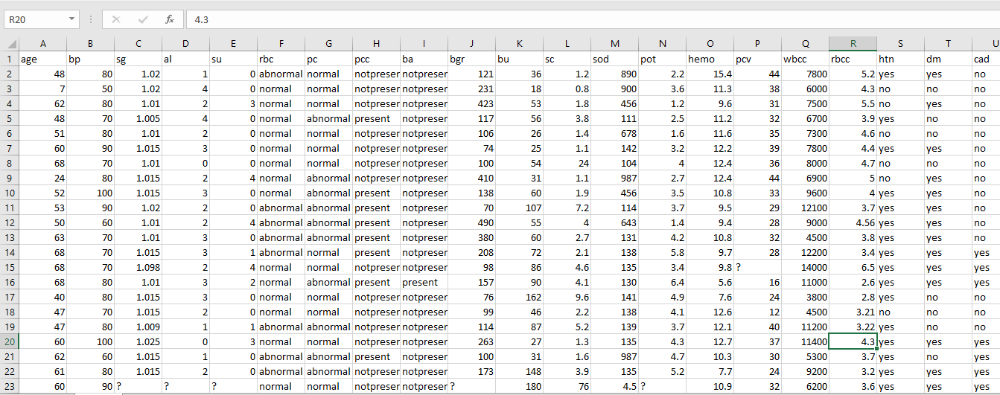 R20 fx 4.3
A B C D E F G H I J K L M N O P Q R S T U
1 age bp sg al su rbc pc pcc ba bgr bu sc sod pot hemo pcv wbcc rbcc htn dm cad
2 48 80 1.02 1 0 abnormal normal notpreser notpreser 121 36 1.2 890 2.2 15.4 44 7800 5.2 yes yes no
3 7 50 1.02 4 0 normal normal notpreser notpreser 231 18 0.8 900 3.6 11.3 38 6000 4.3 no no no
4 62 80 1.01 2 3 normal normal notpreser notpreser 423 53 1.8 456 1.2 9.6 31 7500 5.5 no yes no
5 48 70 1.005 4 0 normal abnormal present notpreser 117 56 3.8 111 2.5 11.2 32 6700 3.9 yes no no
6 51 80 1.01 2 0 normal normal notpreser notpreser 106 26 1.4 678 1.6 11.6 35 7300 4.6 no no no
7 60 90 1.015 3 0 normal normal notpreser notpreser 74 25 1.1 142 3.2 12.2 39 7800 4.4 yes yes no
8 68 70 1.01 0 0 normal normal notpreser notpreser 100 54 24 104 4 12.4 36 8000 4.7 no no no
9 24 80 1.015 2 4 normal abnormal notpreser notpreser 410 31 1.1 987 2.7 12.4 44 6900 5 no yes no
10 52 100 1.015 3 0 normal abnormal present notpreser 138 60 1.9 456 3.5 10.8 33 9600 4 yes yes no
11 53 90 1.02 2 0 abnormal abnormal present notpreser 70 107 7.2 114 3.7 9.5 29 12100 3.7 yes yes no
12 50 60 1.01 2 4 abnormal abnormal present notpreser 490 55 4 643 1.4 9.4 28 9000 4.56 yes yes no
13 63 70 1.01 3 0 abnormal abnormal present notpreser 380 60 2.7 131 4.2 10.8 32 4500 3.8 yes yes no
14 68 70 1.015 3 1 abnormal normal present notpreser 208 72 2.1 138 5.8 9.7 28 12200 3.4 yes yes yes
15 68 70 1.098 2 4 normal normal notpreser notpreser 98 86 4.6 135 3.4 9.8 ? 14000 6.5 yes yes yes
16 68 80 1.01 3 2 normal abnormal present present 157 90 4.1 130 6.4 5.6 16 11000 2.6 yes yes yes
17 40 80 1.015 3 0 normal normal notpreser notpreser 76 162 9.6 141 4.9 7.6 24 3800 2.8 yes no no
18 47 70 1.015 2 0 normal normal notpreser notpreser 99 46 2.2 138 4.1 12.6 12 4500 3.21 no no no
19 47 80 1.009 1 1 abnormal abnormal notpreser notpreser 114 87 5.2 139 3.7 12.1 40 11200 3.22 yes no no
20 60 100 1.025 0 3 normal normal notpreser notpreser 263 27 1.3 135 4.3 12.7 37 11400 4.3 yes yes yes
21 62 60 1.015 1 0 abnormal abnormal present notpreser 100 31 1.6 987 4.7 10.3 30 5300 3.7 yes no yes
22 61 80 1.015 2 0 abnormal abnormal notpreser notpreser 173 148 3.9 135 5.2 7.7 24 9200 3.2 yes yes yes
23 60 90 ? ? ? normal normal notpreser notpreser ? 180 76 4.5 ? 10.9 32 6200 3.6 yes yes yes